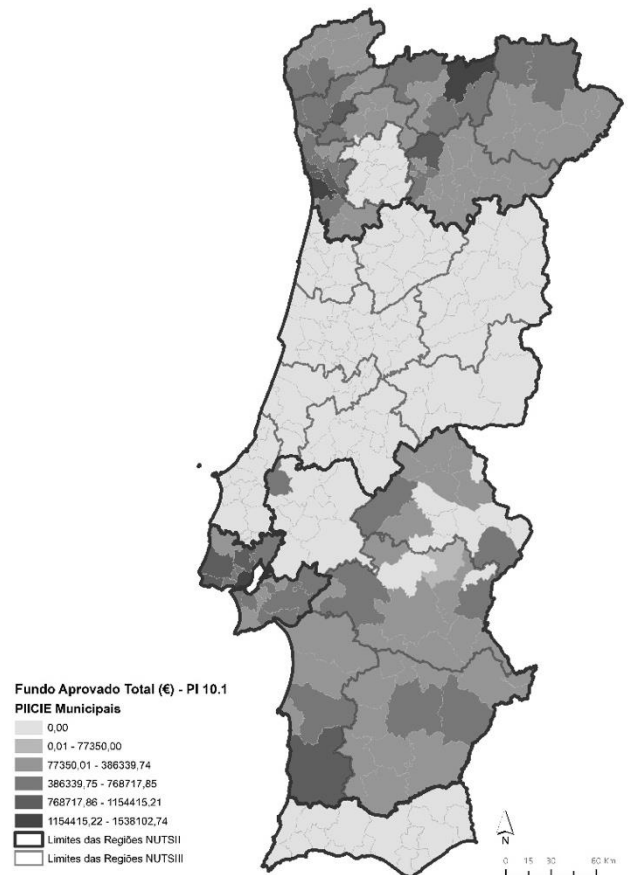 Fundo Aprovado Total (€) - PI 10.1
PIICIE Municipais
0,00
0,01 - 77350,00
77350,01 - 386339,74
386339,75 - 768717,85
768717,86 - 1154415,21
1154415,22 - 1538102,74
Limites das Regiões NUTSII
Limites das Regiões NUTSIII
N
0 15 30 60 Km